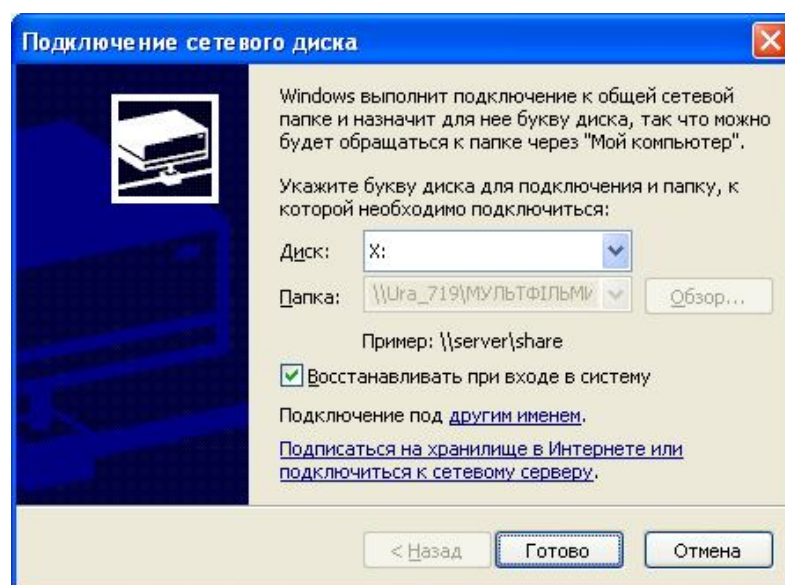 Подключение сетевого диска
Windows выполнит подключение к общей сетевой
папке и назначит для нее букву диска, так что можно
будет обращаться к папке через "Мой компьютер".
Укажите букву диска для подключения и папку, к
которой необходимо подключиться:
Диск: X:
Папка: \\Ura_719\МУЛЬТФІЛЬМИ Обзор...
Пример: \\server\share
Восстанавливать при входе в систему
Подключение под другим именем.
Подписаться на хранилище в Интернете или
подключиться к сетевому серверу.
< Назад Готово Отмена